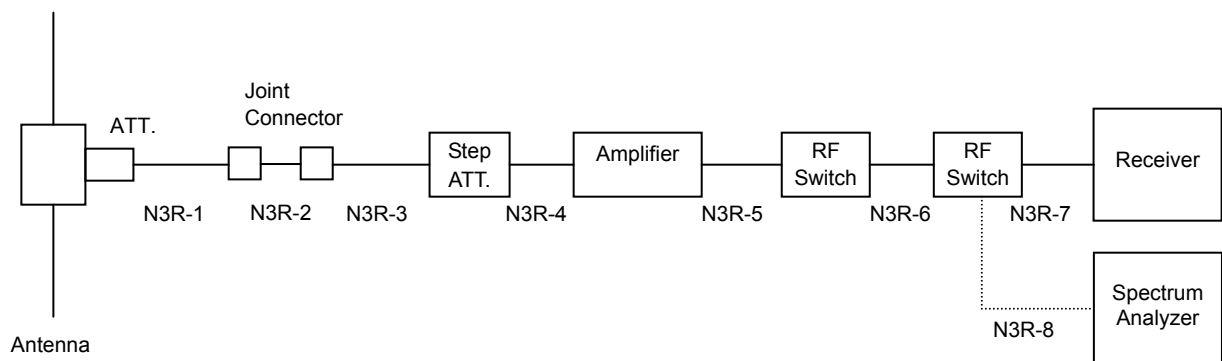 Joint
Connector
ATT.
Step
ATT.
Amplifier
RF
Switch
RF
Switch
Receiver
N3R-1
N3R-2
N3R-3
N3R-4
N3R-5
N3R-6
N3R-7
Spectrum
Analyzer
N3R-8
Antenna